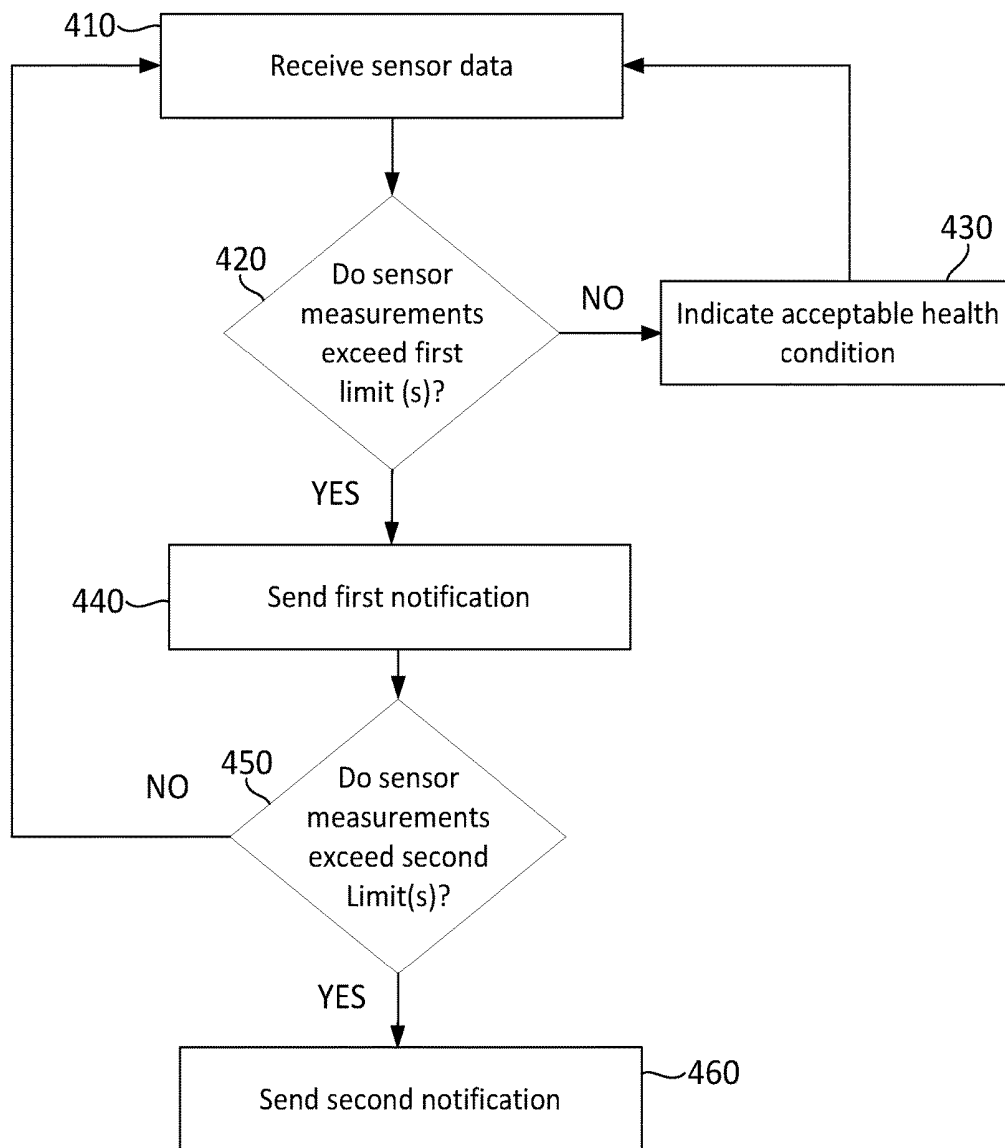 410
Receive sensor data
420
Do sensor
measurements
exceed first
limit (s)?
NO
430
Indicate acceptable health
condition
YES
440
Send first notification
450
NO
Do sensor
measurements
exceed second
Limit(s)?
YES
460
Send second notification